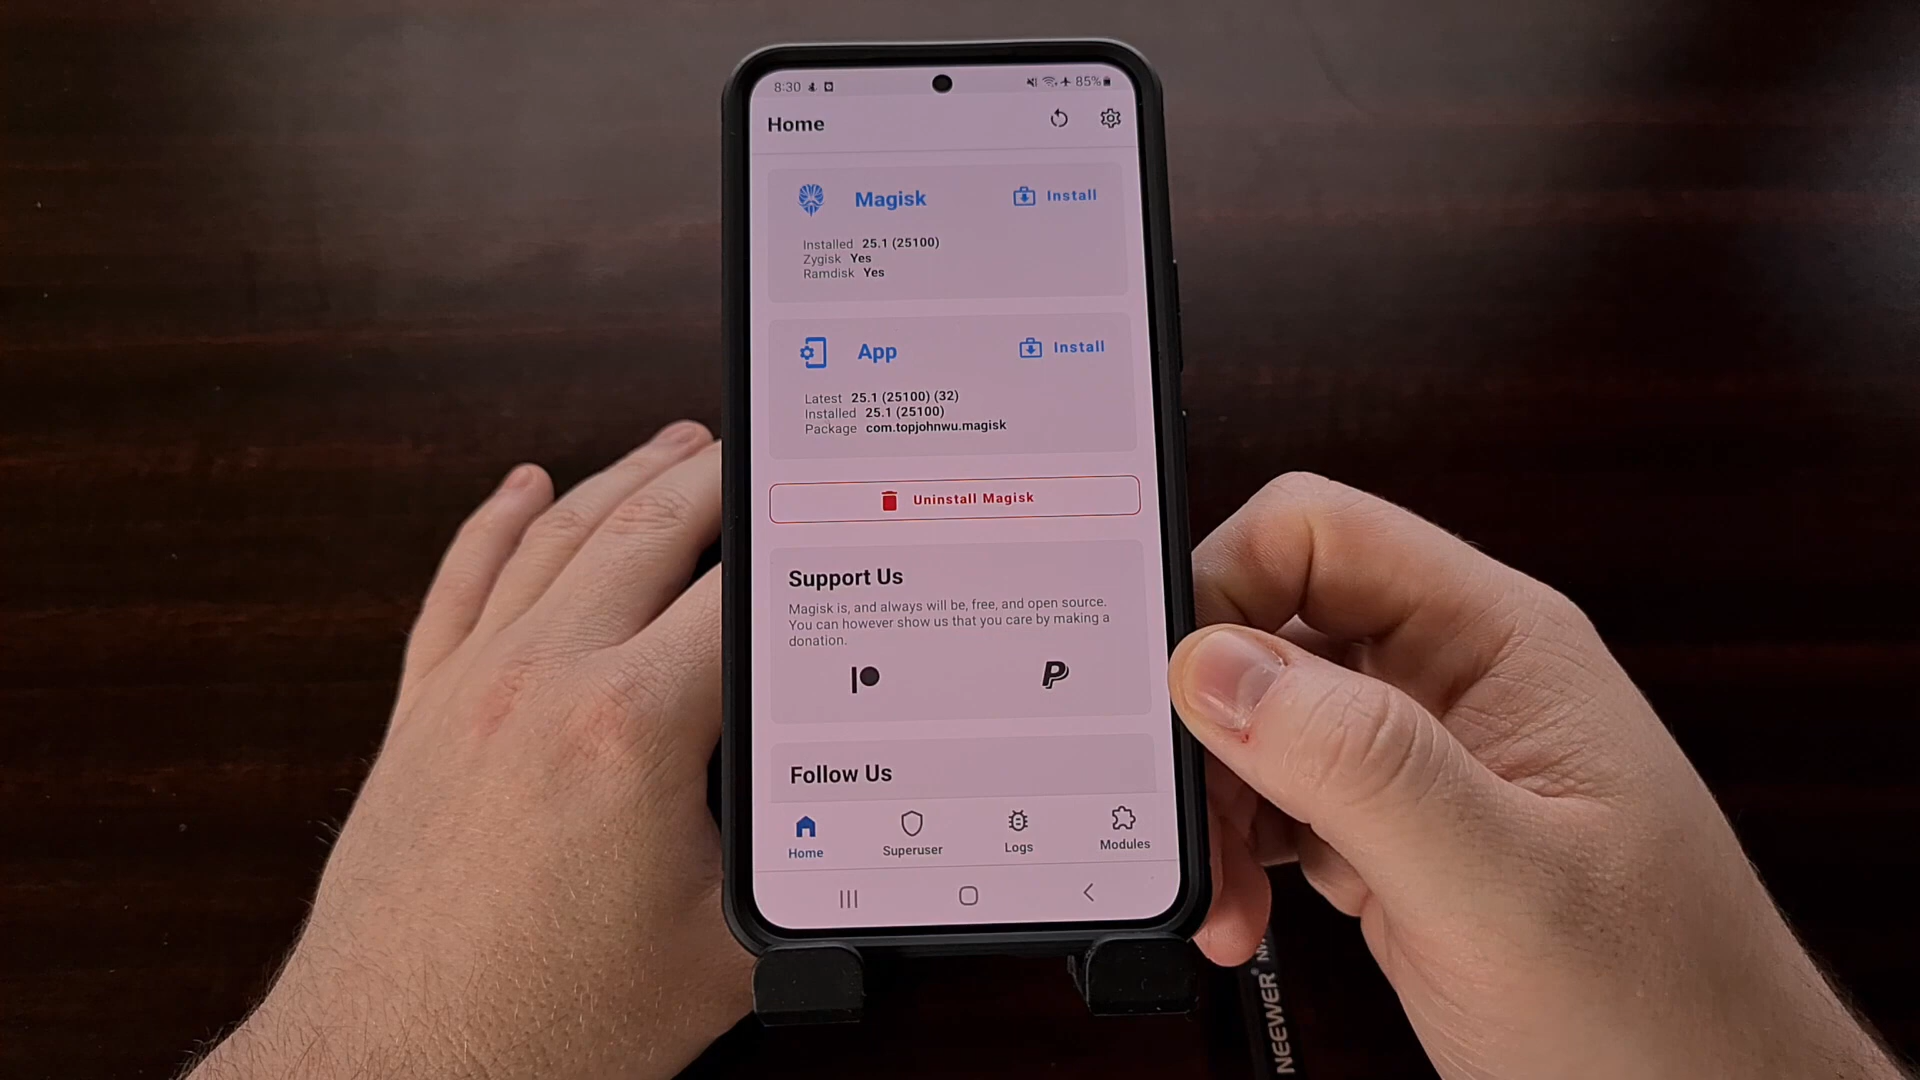 8:30 85%
Home
Magisk Install
Installed 25.1 (25100)
Zygisk Yes
Ramdisk Yes
App Install
Latest 25.1 (25100) (32)
Installed 25.1 (25100)
Package com.topjohnwu.magisk
Uninstall Magisk
Support Us
Magisk is, and always will be, free, and open source.
You can however show us that you care by making a
donation.
Follow Us
Home Superuser Logs Modules
NEEWER®